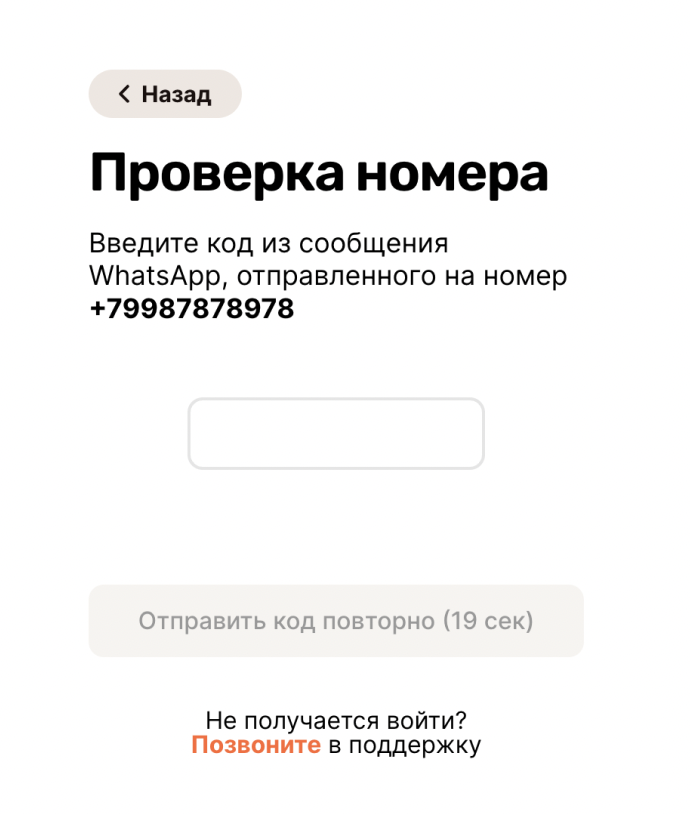 Назад
Проверка номера
Введите код из сообщения
WhatsApp, отправленного на номер
+79987878978
Отправить код повторно (19 сек)
Не получается войти?
Позвоните в поддержку